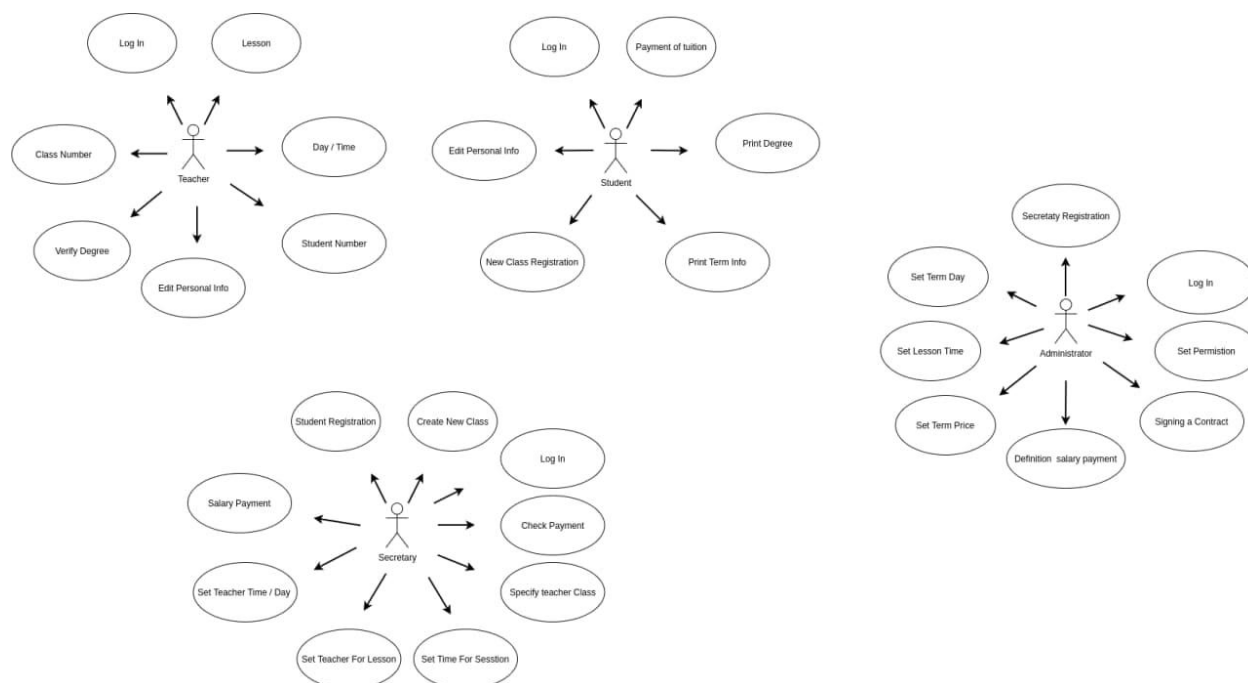 Log In
Lesson
Class Number
Day / Time
Teacher
Verify Degree
Student Number
Edit Personal Info
Log In
Payment of tuition
Edit Personal Info
Print Degree
Student
New Class Registration
Print Term Info
Secretaty Registration
Set Term Day
Log In
Set Lesson Time
Administrator
Set Permistion
Set Term Price
Signing a Contract
Definition salary payment
Student Registration
Create New Class
Log In
Salary Payment
Check Payment
Secretary
Set Teacher Time / Day
Specify teacher Class
Set Teacher For Lesson
Set Time For Sesstion